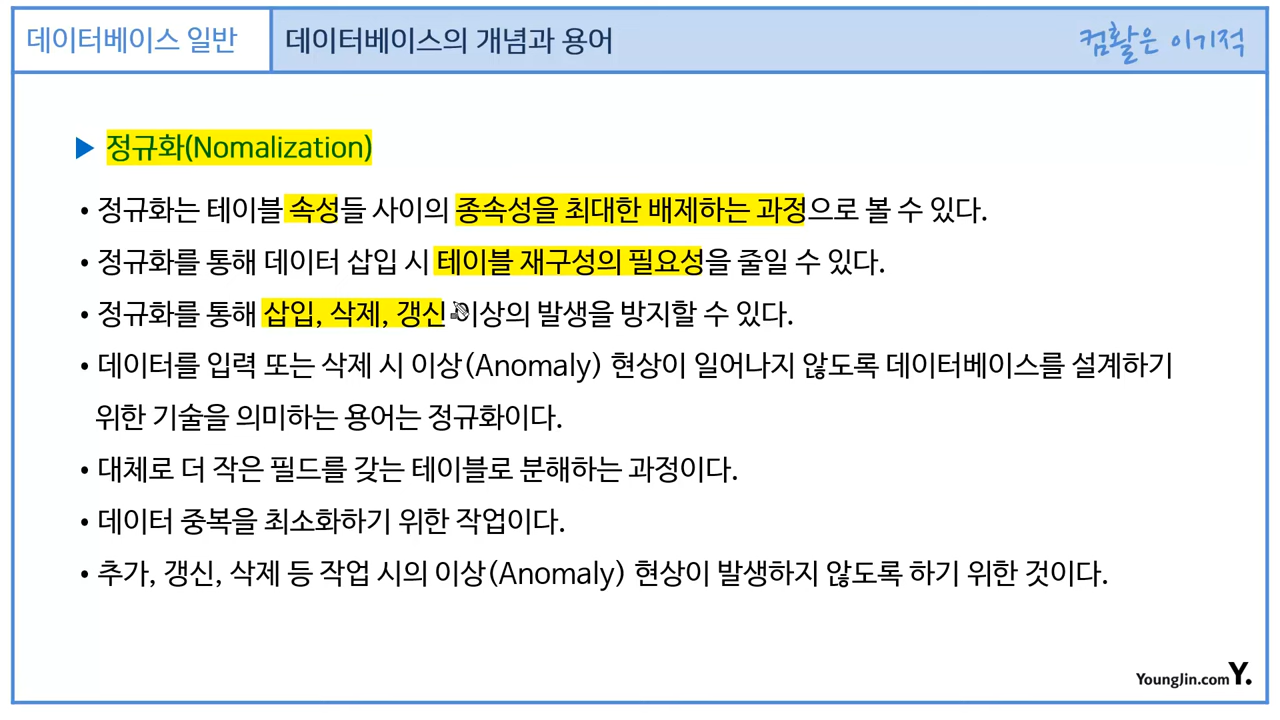 데이터베이스 일반
데이터베이스의 개념과 용어
컴활은 이기적
▶ 정규화(Nomalization)
• 정규화는 테이블 속성들 사이의 종속성을 최대한 배제하는 과정으로 볼 수 있다.
• 정규화를 통해 데이터 삽입 시 테이블 재구성의 필요성을 줄일 수 있다.
• 정규화를 통해 삽입, 삭제, 갱신 이상의 발생을 방지할 수 있다.
• 데이터를 입력 또는 삭제 시 이상(Anomaly) 현상이 일어나지 않도록 데이터베이스를 설계하기
위한 기술을 의미하는 용어는 정규화이다.
• 대체로 더 작은 필드를 갖는 테이블로 분해하는 과정이다.
• 데이터 중복을 최소화하기 위한 작업이다.
• 추가, 갱신, 삭제 등 작업 시의 이상(Anomaly) 현상이 발생하지 않도록 하기 위한 것이다.
YoungJin.com Y.